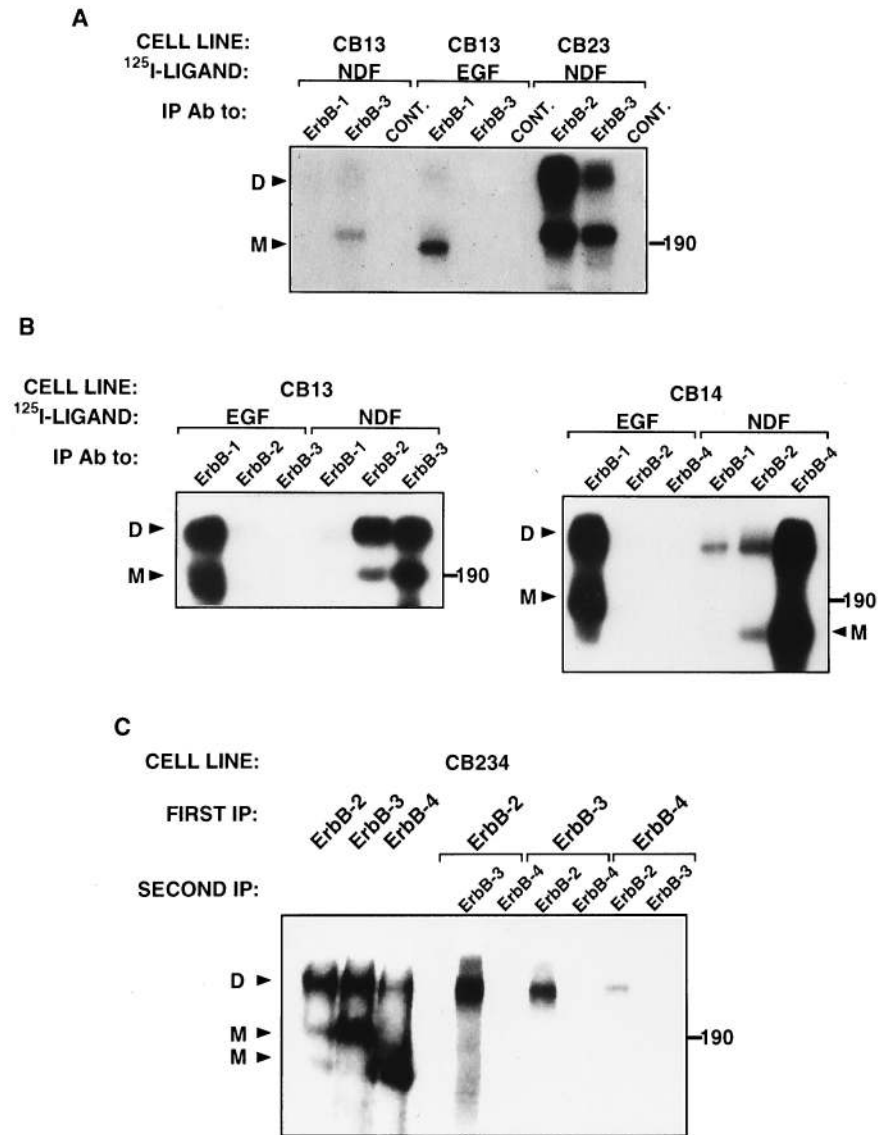 A
CELL LINE: CB13 CB13 CB23
125I-LIGAND: NDF EGF NDF
IP Ab to: ErbB-1 ErbB-3 CONT. ErbB-1 ErbB-3 CONT. ErbB-2 ErbB-3 CONT.
D
M 190
B
CELL LINE: CB13
125I-LIGAND: EGF NDF
IP Ab to: ErbB-1 ErbB-2 ErbB-3 ErbB-1 ErbB-2 ErbB-3
D
M 190
CB14
EGF NDF
ErbB-1 ErbB-2 ErbB-4 ErbB-1 ErbB-2 ErbB-4
D
M 190
M
C
CELL LINE: CB234
FIRST IP: ErbB-2 ErbB-3 ErbB-4 ErbB-2 ErbB-3 ErbB-4
SECOND IP: ErbB-3 ErbB-4 ErbB-2 ErbB-4 ErbB-2 ErbB-3
D
M 190
M